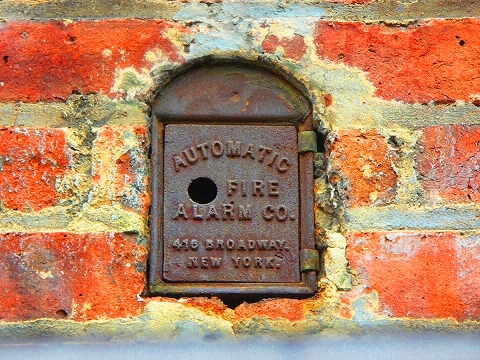 AUTOMATIC
FIRE
ALARM CO.
416 BROADWAY,
NEW YORK.